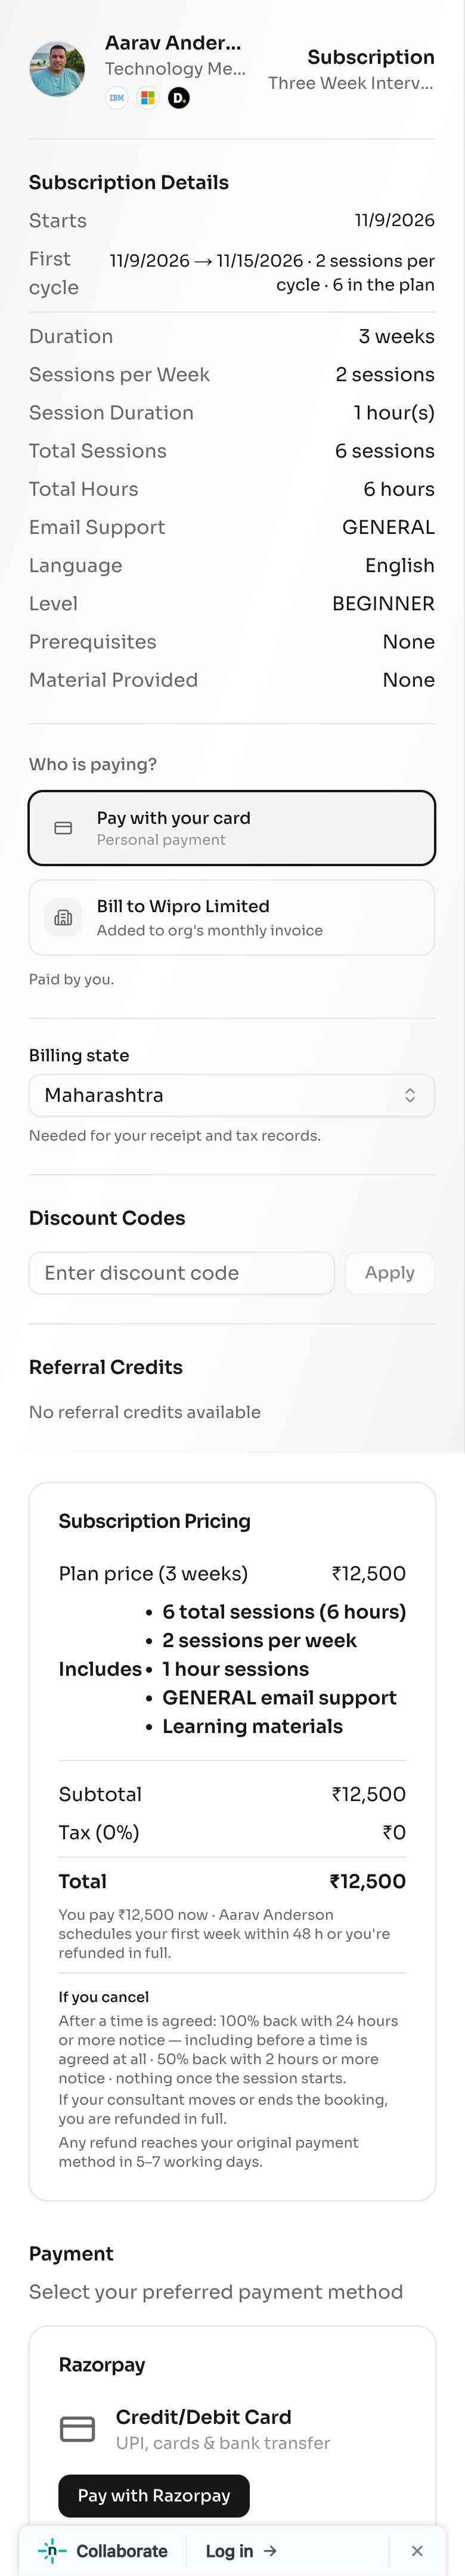 Aarav Ander...
Technology Me...
IBM
D.
Subscription
Three Week Interv...
Subscription Details
Starts 11/9/2026
First cycle 11/9/2026 → 11/15/2026 · 2 sessions per
cycle · 6 in the plan
Duration 3 weeks
Sessions per Week 2 sessions
Session Duration 1 hour(s)
Total Sessions 6 sessions
Total Hours 6 hours
Email Support GENERAL
Language English
Level BEGINNER
Prerequisites None
Material Provided None
Who is paying?
Pay with your card
Personal payment
Bill to Wipro Limited
Added to org's monthly invoice
Paid by you.
Billing state
Maharashtra
Needed for your receipt and tax records.
Discount Codes
Enter discount code Apply
Referral Credits
No referral credits available
Subscription Pricing
Plan price (3 weeks) ₹12,500
Includes
• 6 total sessions (6 hours)
• 2 sessions per week
• 1 hour sessions
• GENERAL email support
• Learning materials
Subtotal ₹12,500
Tax (0%) ₹0
Total ₹12,500
You pay ₹12,500 now · Aarav Anderson
schedules your first week within 48 h or you're
refunded in full.
If you cancel
After a time is agreed: 100% back with 24 hours
or more notice — including before a time is
agreed at all · 50% back with 2 hours or more
notice · nothing once the session starts.
If your consultant moves or ends the booking,
you are refunded in full.
Any refund reaches your original payment
method in 5–7 working days.
Payment
Select your preferred payment method
Razorpay
Credit/Debit Card
UPI, cards & bank transfer
Pay with Razorpay
n Collaborate Log in →